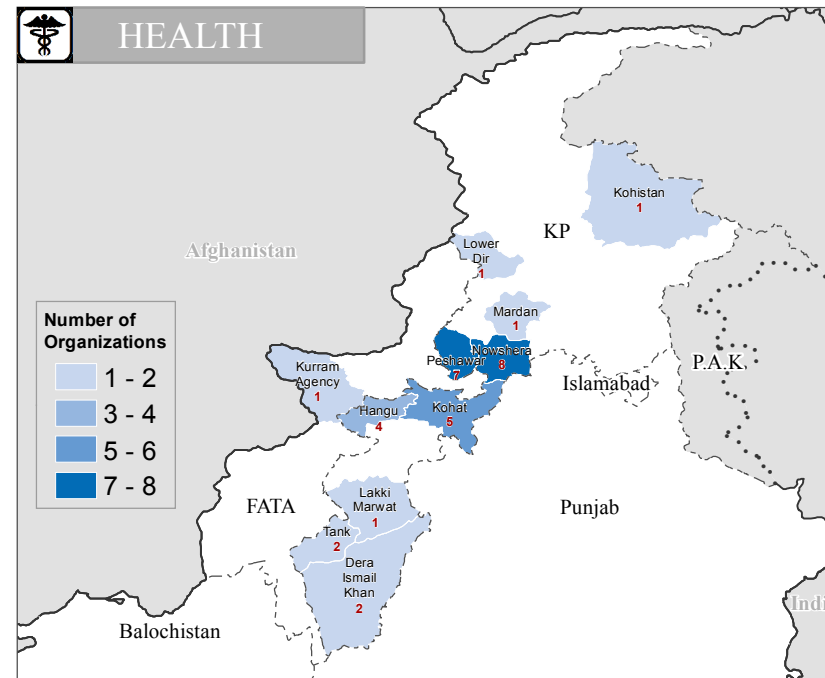 HEALTH
Kohistan
1
KP
Afghanistan
Lower
Dir
1
Mardan
1
Number of
Organizations
1 - 2
3 - 4
5 - 6
7 - 8
Nowshera
8
Peshawar
7
P.A.K.
Islamabad
Kurram
Agency
1
Hangu
4
Kohat
5
FATA
Lakki
Marwat
1
Punjab
Tank
2
Dera
Ismail
Khan
2
Balochistan
Indi